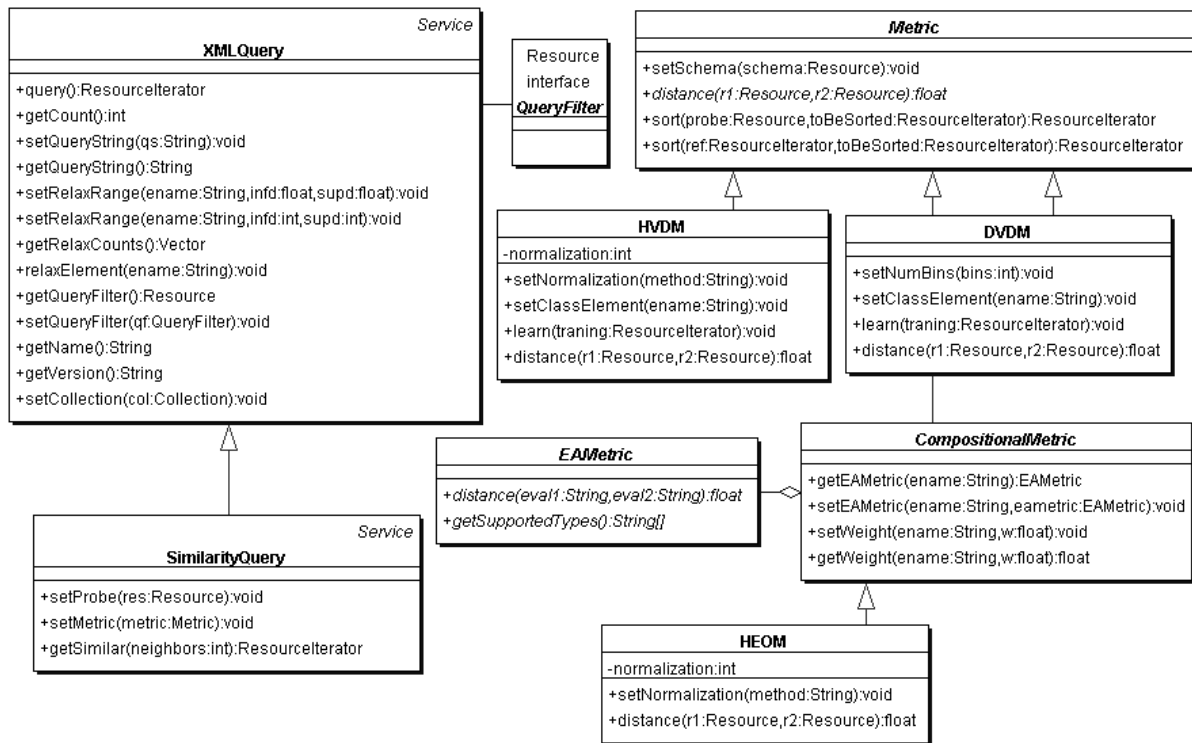 Service
XMLQuery
+query():ResourceIterator
+getCount():int
+setQueryString(qs:String):void
+getQueryString():String
+setRelaxRange(ename:String,infd:float,supd:float):void
+setRelaxRange(ename:String,infd:int,supd:int):void
+getRelaxCounts():Vector
+relaxElement(ename:String):void
+getQueryFilter():Resource
+setQueryFilter(qf:QueryFilter):void
+getName():String
+getVersion():String
+setCollection(col:Collection):void
Resource
interface
QueryFilter
Metric
+setSchema(schema:Resource):void
+distance(r1:Resource,r2:Resource):float
+sort(probe:Resource,toBeSorted:ResourceIterator):ResourceIterator
+sort(ref:ResourceIterator,toBeSorted:ResourceIterator):ResourceIterator
HVDM
-normalization:int
+setNormalization(method:String):void
+setClassElement(ename:String):void
+learn(traning:ResourceIterator):void
+distance(r1:Resource,r2:Resource):float
DVDM
+setNumBins(bins:int):void
+setClassElement(ename:String):void
+learn(traning:ResourceIterator):void
+distance(r1:Resource,r2:Resource):float
EAMetric
+distance(eval1:String,eval2:String):float
+getSupportedTypes():String[]
CompositionalMetric
+getEAMetric(ename:String):EAMetric
+setEAMetric(ename:String,eametric:EAMetric):void
+setWeight(ename:String,w:float):void
+getWeight(ename:String,w:float):float
Service
SimilarityQuery
+setProbe(res:Resource):void
+setMetric(metric:Metric):void
+getSimilar(neighbors:int):ResourceIterator
HEOM
-normalization:int
+setNormalization(method:String):void
+distance(r1:Resource,r2:Resource):float